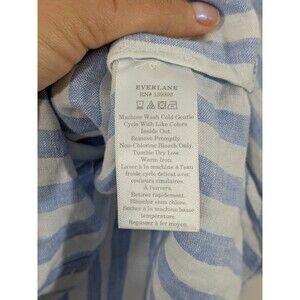 EVERLANE
RN# 139393
Machine Wash Cold Gentle
Cycle With Like Colors
Inside Out.
Remove Promptly.
Non-Chlorine Bleach Only.
Tumble Dry Low.
Warm Iron.
Laver à la machine à l'eau
froide cycle délicat avec
couleurs similaires.
À l'envers.
Retirer rapidement.
Blanchir sans chlore.
Sécher à la machine basse
température.
Repasser à fer moyen.